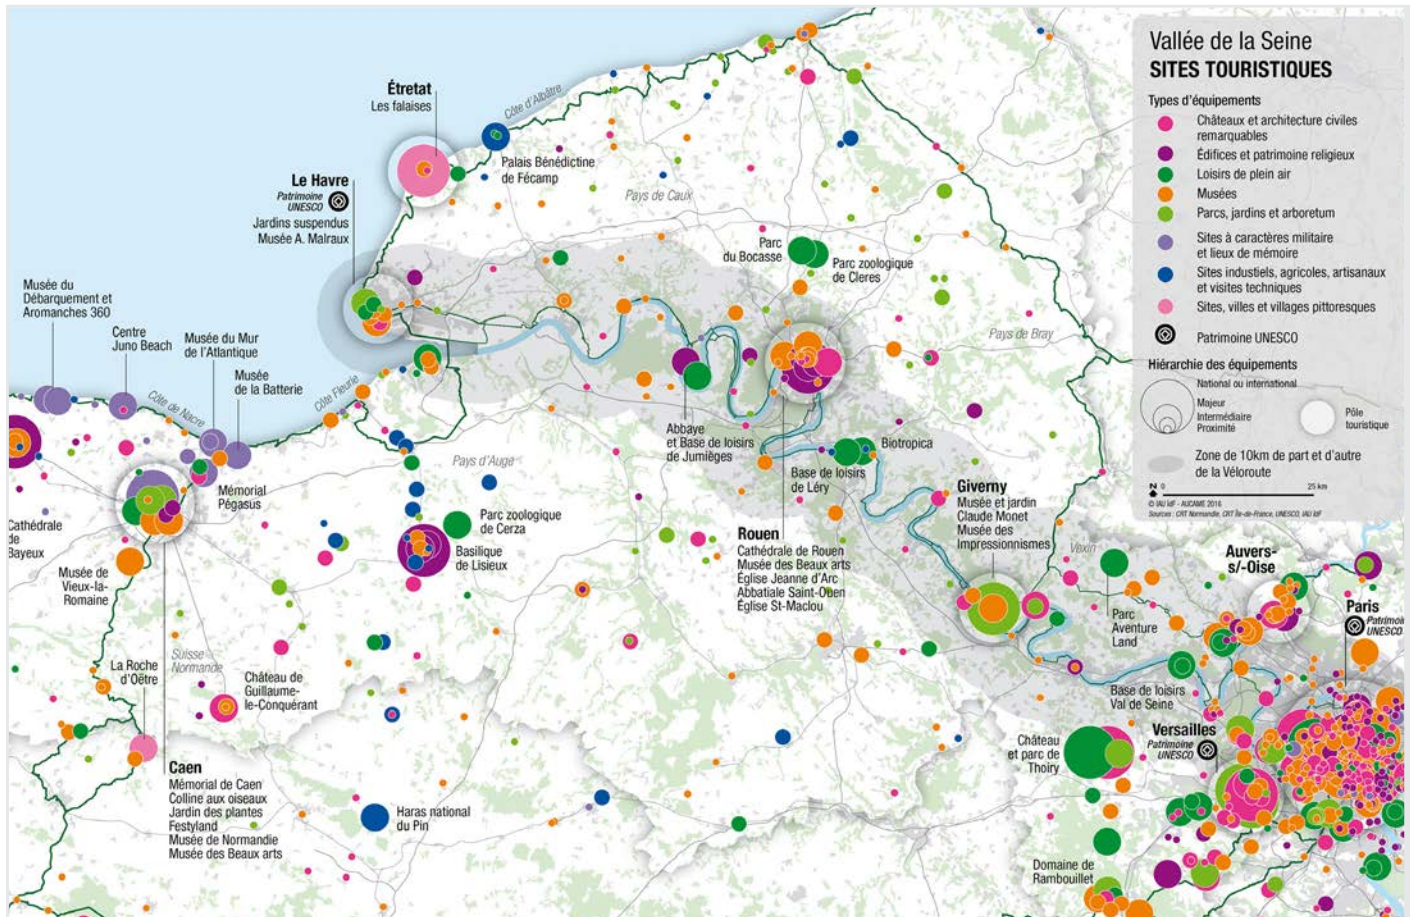 Vallée de la Seine
SITES TOURISTIQUES
Types d'équipements
Châteaux et architecture civiles
remarquables
Édifices et patrimoine religieux
Loisirs de plein air
Musées
Parcs, jardins et arboretum
Sites à caractères militaire
et lieux de mémoire
Sites industiels, agricoles, artisanaux
et visites techniques
Sites, villes et villages pittoresques
Patrimoine UNESCO
Hiérarchie des équipements
National ou international
Majeur
Intermédiaire
Proximité
Pôle
touristique
Zone de 10km de part et d'autre
de la Véloroute
N 0 25 km
© IAU îdF - AUCAME 2016
Sources : CRT Normandie, CRT Île-de-France, UNESCO, IAU îdF
Étretat
Les falaises
Côte d'Albâtre
Palais Bénédictine
de Fécamp
Le Havre
Patrimoine
UNESCO
Jardins suspendus
Musée A. Malraux
Pays de Caux
Parc
du Bocasse
Parc zoologique
de Cleres
Pays de Bray
Musée du
Débarquement et
Aromanches 360
Centre
Juno Beach
Musée du Mur
de l'Atlantique
Musée
de la Batterie
Côte de Nacre
Côte Fleurie
Abbaye
et Base de loisirs
de Jumièges
Biotropica
Base de loisirs
de Léry
Pays d'Auge
Mémorial
Pégasus
Cathédrale
de
Bayeux
Parc zoologique
de Cerza
Basilique
de Lisieux
Rouen
Cathédrale de Rouen
Musée des Beaux arts
Église Jeanne d'Arc
Abbatiale Saint-Ouen
Église St-Maclou
Giverny
Musée et jardin
Claude Monet
Musée des
Impressionnismes
Vexin
Auvers-
s/-Oise
Musée de
Vieux-la-
Romaine
Parc
Aventure
Land
Paris
Patrimoi
UNESCO
Suisse
Normande
La Roche
d'Oëtre
Château de
Guillaume-
le-Conquérant
Base de loisirs
Val de Seine
Château
et parc de
Thoiry
Versailles
Patrimoine
UNESCO
Caen
Mémorial de Caen
Colline aux oiseaux
Jardin des plantes
Festyland
Musée de Normandie
Musée des Beaux arts
Haras national
du Pin
Domaine de
Rambouillet